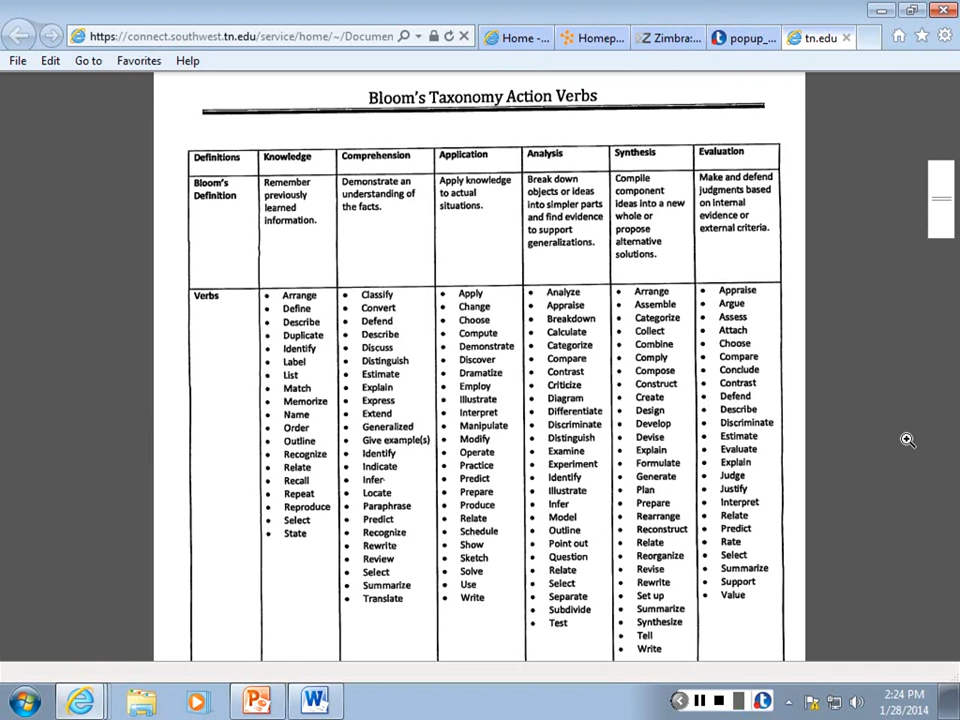 https://connect.southwest.tn.edu/service/home/~/Documen
Home -...
Homep...
Zimbra:...
popup_...
tn.edu
File Edit Go to Favorites Help
Bloom's Taxonomy Action Verbs
Definitions Knowledge Comprehension Application Analysis Synthesis Evaluation
Bloom's Definition
Remember previously learned information.
Demonstrate an understanding of the facts.
Apply knowledge to actual situations.
Break down objects or ideas into simpler parts and find evidence to support generalizations.
Compile component ideas into a new whole or propose alternative solutions.
Make and defend judgments based on internal evidence or external criteria.
Verbs
• Arrange
• Define
• Describe
• Duplicate
• Identify
• Label
• List
• Match
• Memorize
• Name
• Order
• Outline
• Recognize
• Relate
• Recall
• Repeat
• Reproduce
• Select
• State
• Classify
• Convert
• Defend
• Describe
• Discuss
• Distinguish
• Estimate
• Explain
• Express
• Extend
• Generalized
• Give example(s)
• Identify
• Indicate
• Infer
• Locate
• Paraphrase
• Predict
• Recognize
• Rewrite
• Review
• Select
• Summarize
• Translate
• Apply
• Change
• Choose
• Compute
• Demonstrate
• Discover
• Dramatize
• Employ
• Illustrate
• Interpret
• Manipulate
• Modify
• Operate
• Practice
• Predict
• Prepare
• Produce
• Relate
• Schedule
• Show
• Sketch
• Solve
• Use
• Write
• Analyze
• Appraise
• Breakdown
• Calculate
• Categorize
• Compare
• Contrast
• Criticize
• Diagram
• Differentiate
• Discriminate
• Distinguish
• Examine
• Experiment
• Identify
• Illustrate
• Infer
• Model
• Outline
• Point out
• Question
• Relate
• Select
• Separate
• Subdivide
• Test
• Arrange
• Assemble
• Categorize
• Collect
• Combine
• Comply
• Compose
• Construct
• Create
• Design
• Develop
• Devise
• Explain
• Formulate
• Generate
• Plan
• Prepare
• Rearrange
• Reconstruct
• Relate
• Reorganize
• Revise
• Rewrite
• Set up
• Summarize
• Synthesize
• Tell
• Write
• Appraise
• Argue
• Assess
• Attach
• Choose
• Compare
• Conclude
• Contrast
• Defend
• Describe
• Discriminate
• Estimate
• Evaluate
• Explain
• Judge
• Justify
• Interpret
• Relate
• Predict
• Rate
• Select
• Summarize
• Support
• Value
2:24 PM
1/28/2014